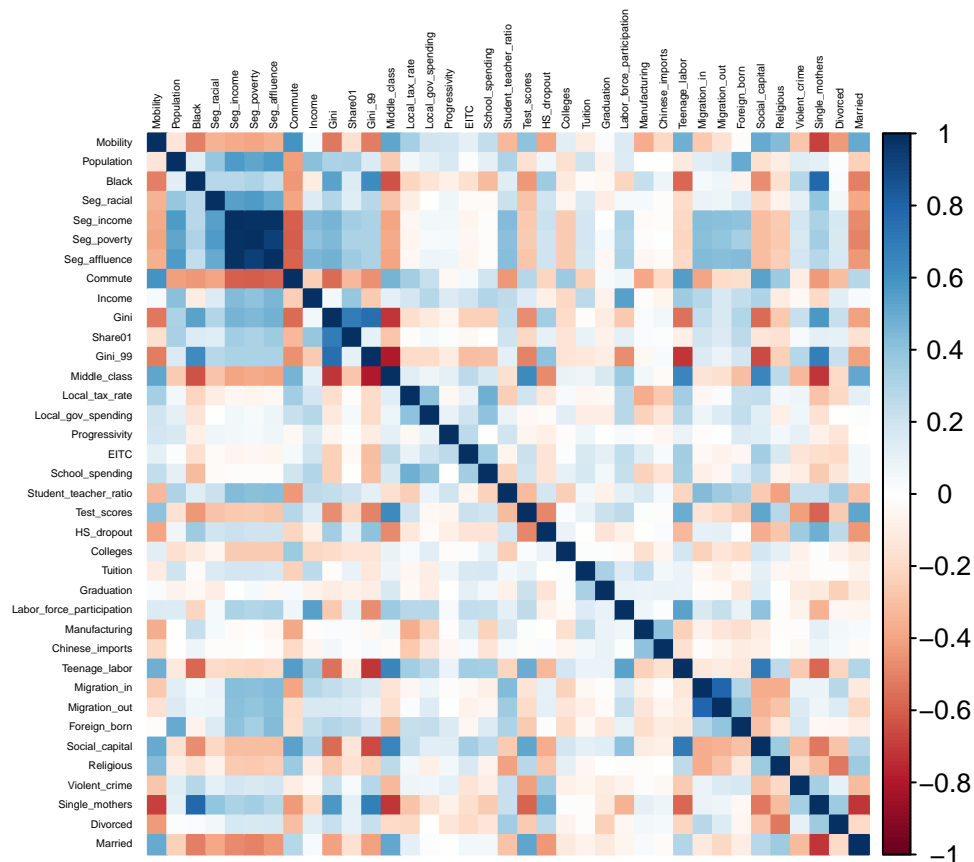 Mobility
Population
Black
Seg_racial
Seg_income
Seg_poverty
Seg_affluence
Commute
Income
Gini
Share01
Gini_99
Middle_class
Local_tax_rate
Local_gov_spending
Progressivity
EITC
School_spending
Student_teacher_ratio
Test_scores
HS_dropout
Colleges
Tuition
Graduation
Labor_force_participation
Manufacturing
Chinese_imports
Teenage_labor
Migration_in
Migration_out
Foreign_born
Social_capital
Religious
Violent_crime
Single_mothers
Divorced
Married
Mobility
Population
Black
Seg_racial
Seg_income
Seg_poverty
Seg_affluence
Commute
Income
Gini
Share01
Gini_99
Middle_class
Local_tax_rate
Local_gov_spending
Progressivity
EITC
School_spending
Student_teacher_ratio
Test_scores
HS_dropout
Colleges
Tuition
Graduation
Labor_force_participation
Manufacturing
Chinese_imports
Teenage_labor
Migration_in
Migration_out
Foreign_born
Social_capital
Religious
Violent_crime
Single_mothers
Divorced
Married
1
0.8
0.6
0.4
0.2
0
−0.2
−0.4
−0.6
−0.8
−1